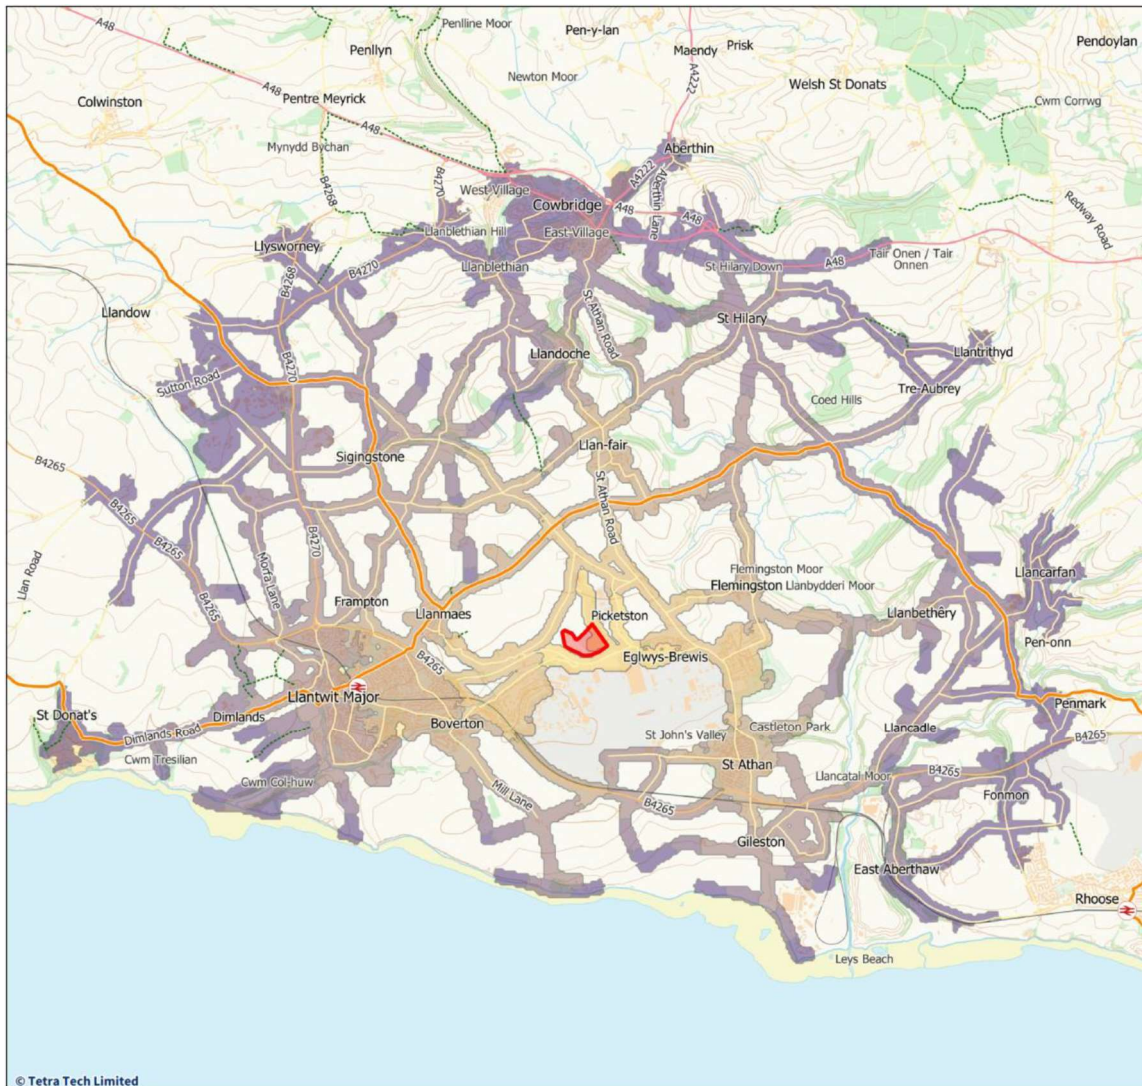 Penlline Moor
Pen-y-lan
Prisk
Maendy
Pendoylan
Penllyn
A48
A4222
Newton Moor
Welsh St Donats
Colwinston
A48
Pentre Meyrick
Cwm Corrwg
A48
Mynydd Bychan
Aberthin
B4268
B4270
West Village
A4222
Aberthin Lane
Cowbridge
A48
A48
Redway Road
Llanblethian Hill
East-Village
Llysworney
Tair Onen / Tair
Onnen
B4270
Llanblethian
St Hilary Down
A48
B4268
St Athan Road
Llandow
St Hilary
Llandoche
Llantrithyd
B4270
Sutton Road
Tre-Aubrey
Coed Hills
Llan-fair
Sigingstone
B4265
St Athan Road
B4265
B4270
B4265
Morfa Lane
Flemingston Moor
Llan Road
Llancarfan
Flemingston
Llanbydderi Moor
Frampton
Llanmaes
Picketston
Llanbethêry
B4265
Pen-onn
B4265
Eglwys-Brewis
Llantwit Major
St Donat's
Dimlands
Boverton
Penmark
Dimlands Road
Castleton Park
Llancadle
St John's Valley
B4265
Cwm Tresilian
St Athan
Llancatal Moor
B4265
Cwm Col-huw
Mill Lane
B4265
Fonmon
Gileston
East Aberthaw
Rhoose
Leys Beach
© Tetra Tech Limited